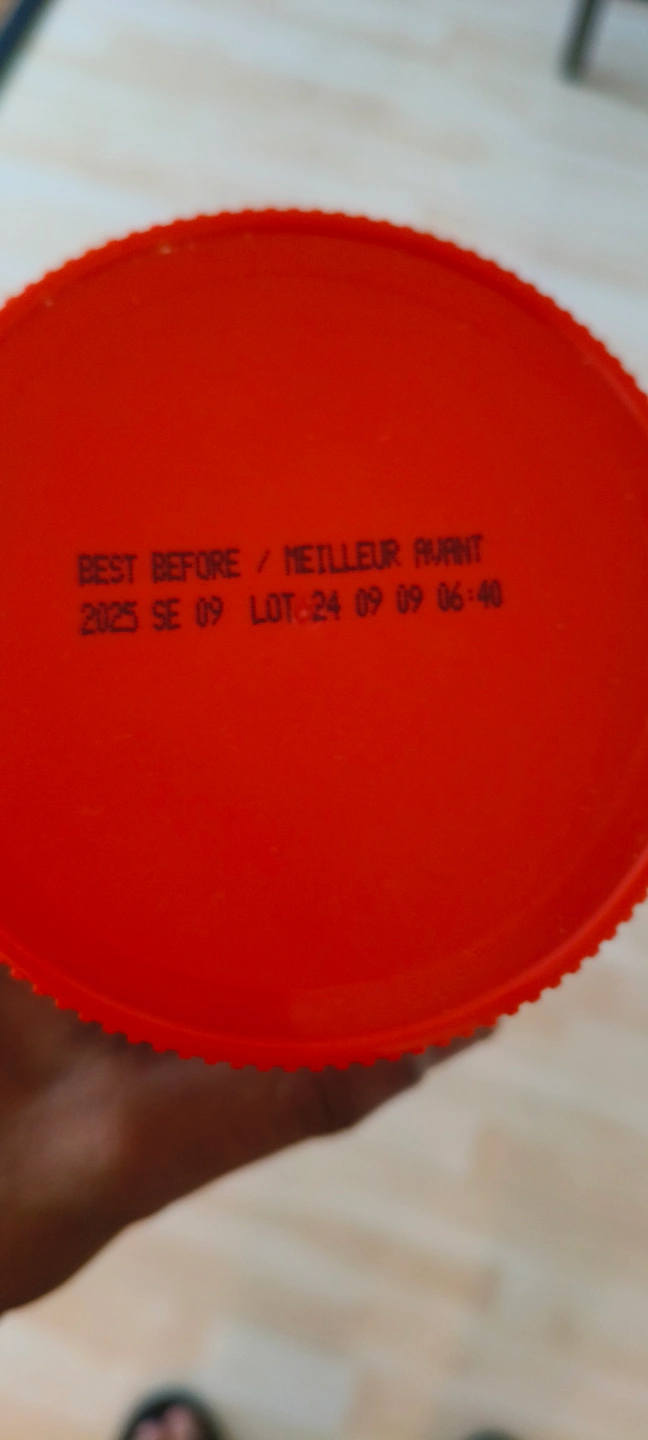 BEST BEFORE / MEILLEUR AVANT
2025 SE 09 LOT 24 09 09 06:40